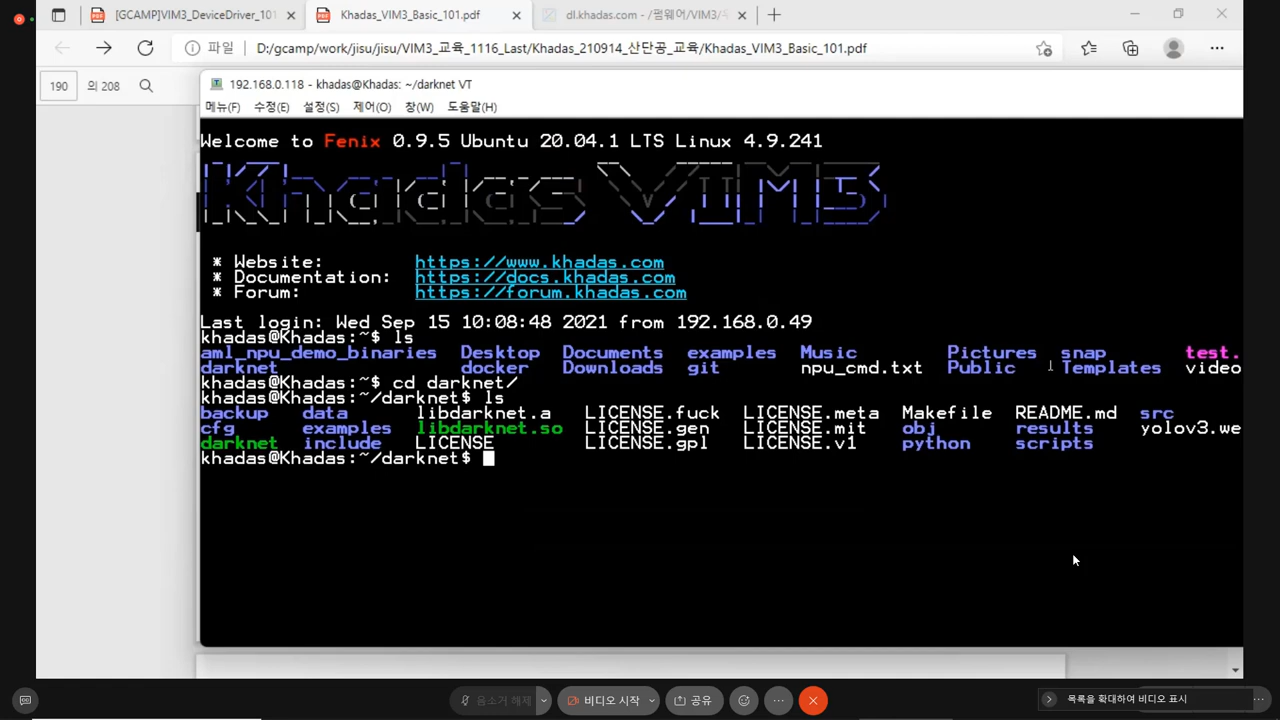 [GCAMP]VIM3_DeviceDriver_101 Khadas_VIM3_Basic_101.pdf dl.khadas.com - /펌웨어/VIM3/우
파일 D:/gcamp/work/jisu/jisu/VIM3_교육_1116_Last/Khadas_210914_산단공_교육/Khadas_VIM3_Basic_101.pdf
190 의 208
192.168.0.118 - khadas@Khadas: ~/darknet VT
메뉴(F) 수정(E) 설정(S) 제어(O) 창(W) 도움말(H)
Welcome to Fenix 0.9.5 Ubuntu 20.04.1 LTS Linux 4.9.241
Khadas VIM3
* Website: https://www.khadas.com
* Documentation: https://docs.khadas.com
* Forum: https://forum.khadas.com
Last login: Wed Sep 15 10:08:48 2021 from 192.168.0.49
khadas@Khadas:~$ ls
aml_npu_demo_binaries Desktop Documents examples Music Pictures snap test.
darknet docker Downloads git npu_cmd.txt Public Templates video
khadas@Khadas:~$ cd darknet/
khadas@Khadas:~/darknet$ ls
backup data libdarknet.a LICENSE.fuck LICENSE.meta Makefile README.md src
cfg examples libdarknet.so LICENSE.gen LICENSE.mit obj results yolov3.we
darknet include LICENSE LICENSE.gpl LICENSE.v1 python scripts
khadas@Khadas:~/darknet$
음소거 해제 비디오 시작 공유 목록을 확대하여 비디오 표시